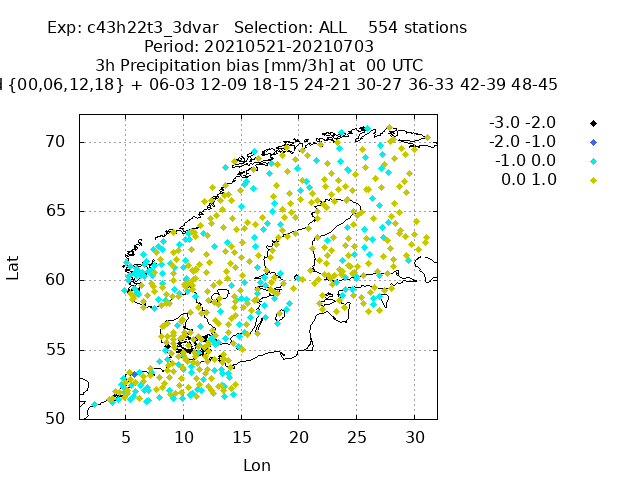 Exp: c43h22t3_3dvar Selection: ALL 554 stations
Period: 20210521-20210703
3h Precipitation bias [mm/3h] at 00 UTC
{00,06,12,18} + 06-03 12-09 18-15 24-21 30-27 36-33 42-39 48-45
-3.0 -2.0
-2.0 -1.0
-1.0 0.0
0.0 1.0
70
65
60
55
50
Lat
5 10 15 20 25 30
Lon